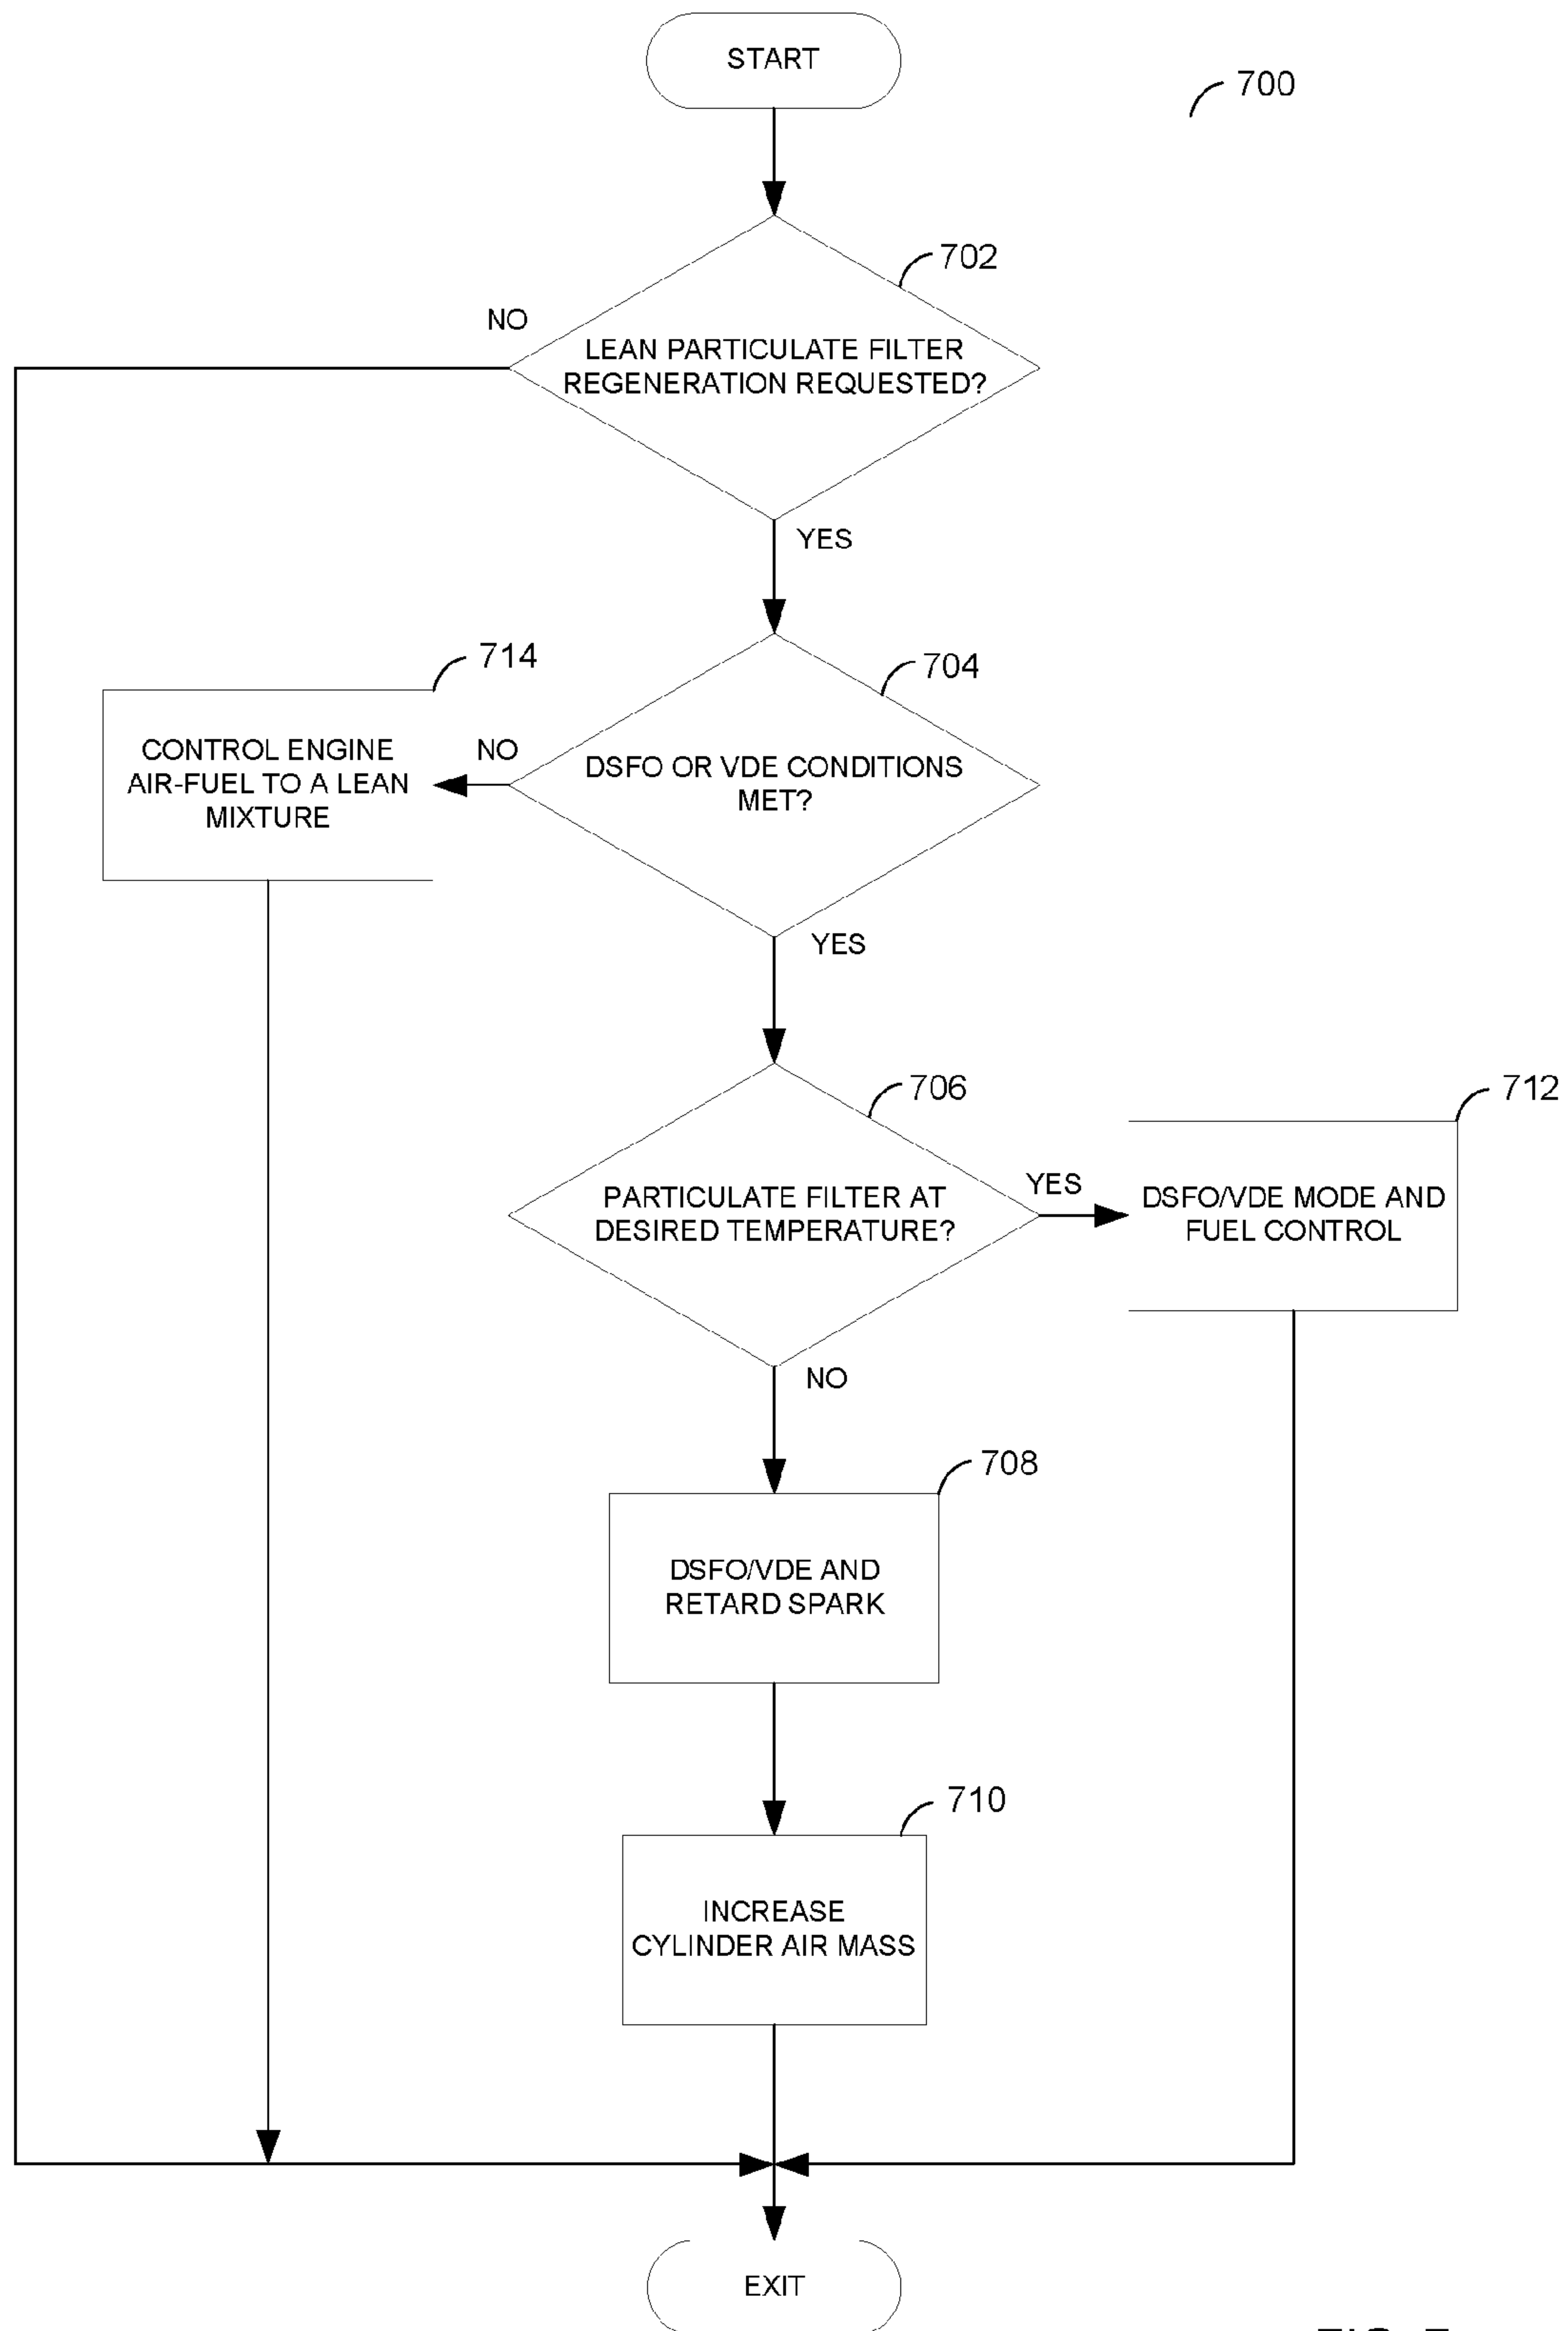 START
700
702
NO
LEAN PARTICULATE FILTER
REGENERATION REQUESTED?
YES
714
704
CONTROL ENGINE
AIR-FUEL TO A LEAN
MIXTURE
NO
DSFO OR VDE CONDITIONS
MET?
YES
706
712
PARTICULATE FILTER AT
DESIRED TEMPERATURE?
YES
DSFO/VDE MODE AND
FUEL CONTROL
NO
708
DSFO/VDE AND
RETARD SPARK
710
INCREASE
CYLINDER AIR MASS
EXIT